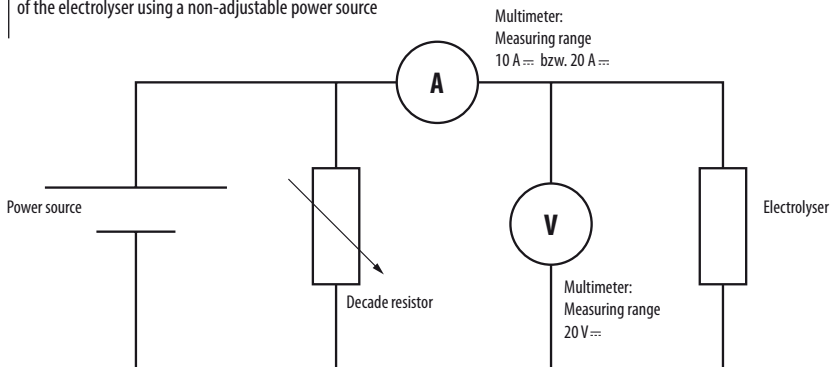 of the electrolyser using a non-adjustable power source
Multimeter:
Measuring range
10 A⎓ bzw. 20 A⎓
A
Power source
V
Electrolyser
Decade resistor
Multimeter:
Measuring range
20 V⎓